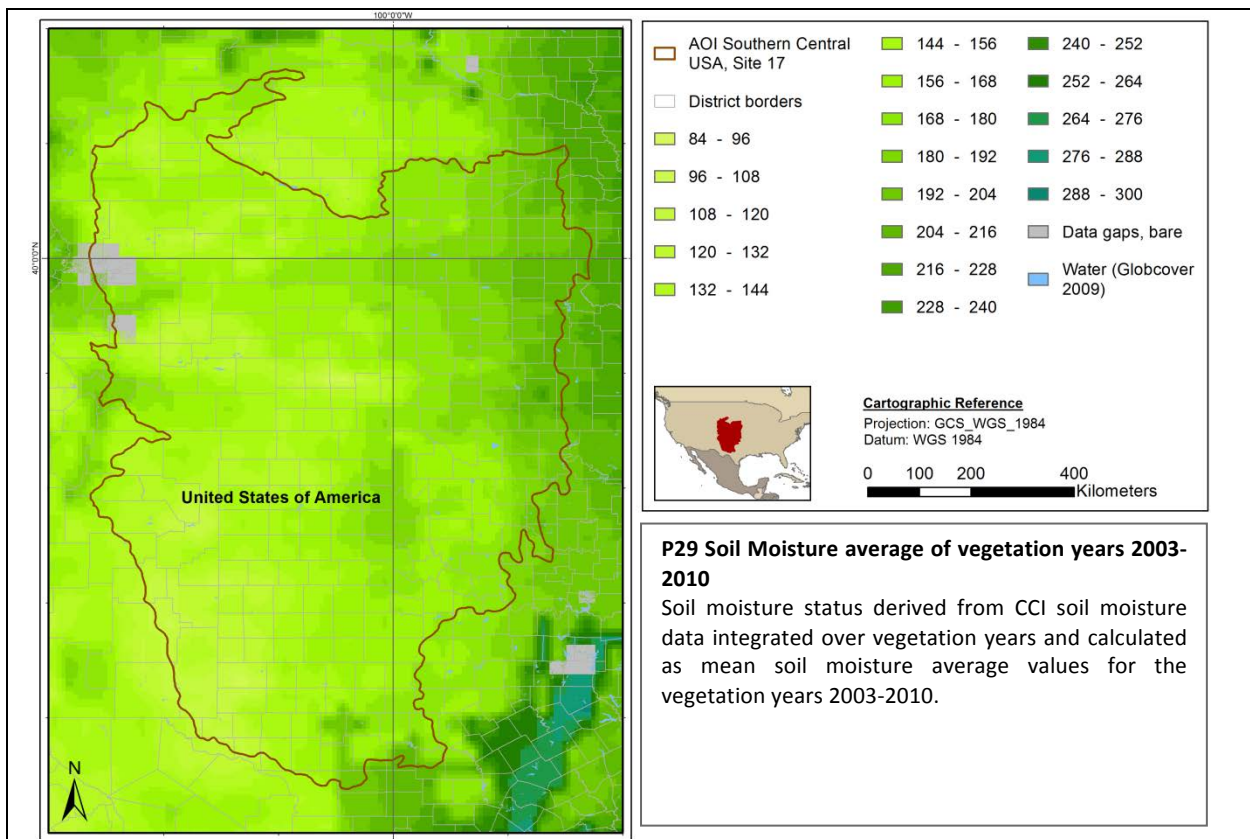 100°0'0"W
40°0'0"N
United States of America
N
AOI Southern Central
USA, Site 17
District borders
84 - 96
96 - 108
108 - 120
120 - 132
132 - 144
144 - 156
156 - 168
168 - 180
180 - 192
192 - 204
204 - 216
216 - 228
228 - 240
240 - 252
252 - 264
264 - 276
276 - 288
288 - 300
Data gaps, bare
Water (Globcover
2009)
Cartographic Reference
Projection: GCS_WGS_1984
Datum: WGS 1984
0 100 200 400
Kilometers
P29 Soil Moisture average of vegetation years 2003-
2010
Soil moisture status derived from CCI soil moisture
data integrated over vegetation years and calculated
as mean soil moisture average values for the
vegetation years 2003-2010.